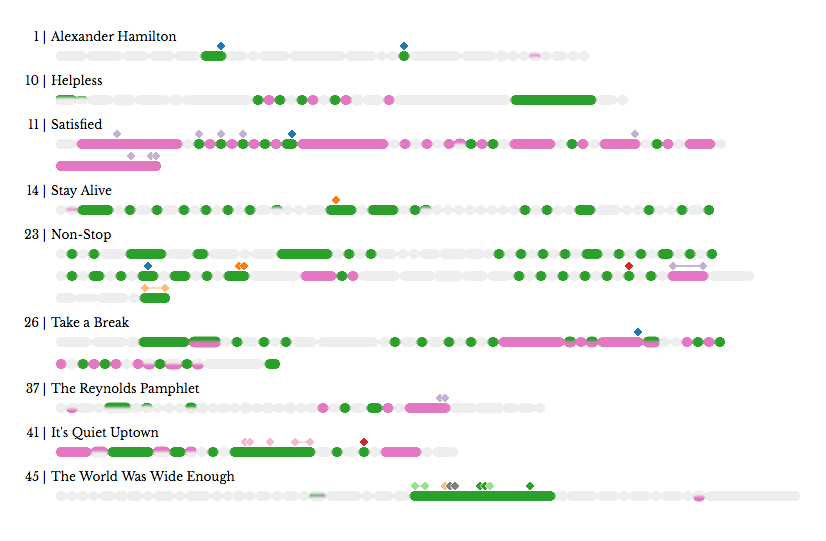 1 | Alexander Hamilton
10 | Helpless
11 | Satisfied
14 | Stay Alive
23 | Non-Stop
26 | Take a Break
37 | The Reynolds Pamphlet
41 | It's Quiet Uptown
45 | The World Was Wide Enough